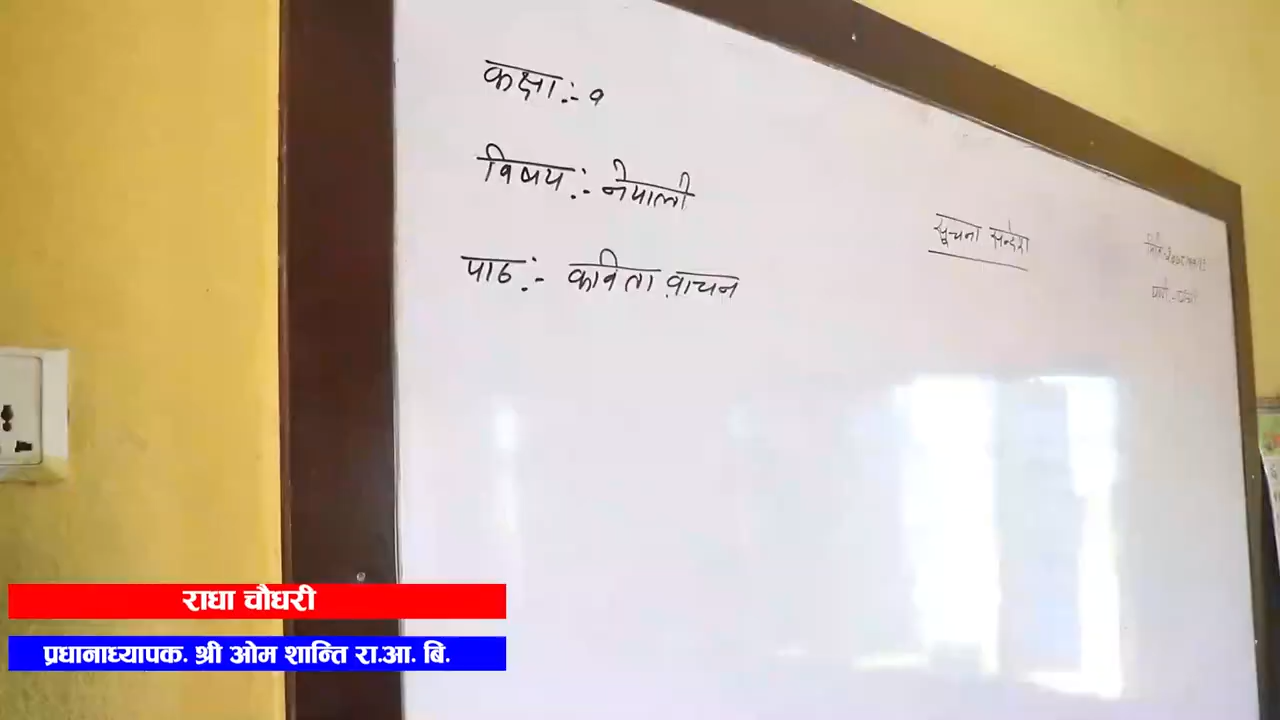 कक्षा:- १
विषय:- नेपाली
पाठ:- कविता वाचन
सूचना सन्देश
राधा चौधरी
प्रधानाध्यापक. श्री ओम शान्ति रा.आ. बि.